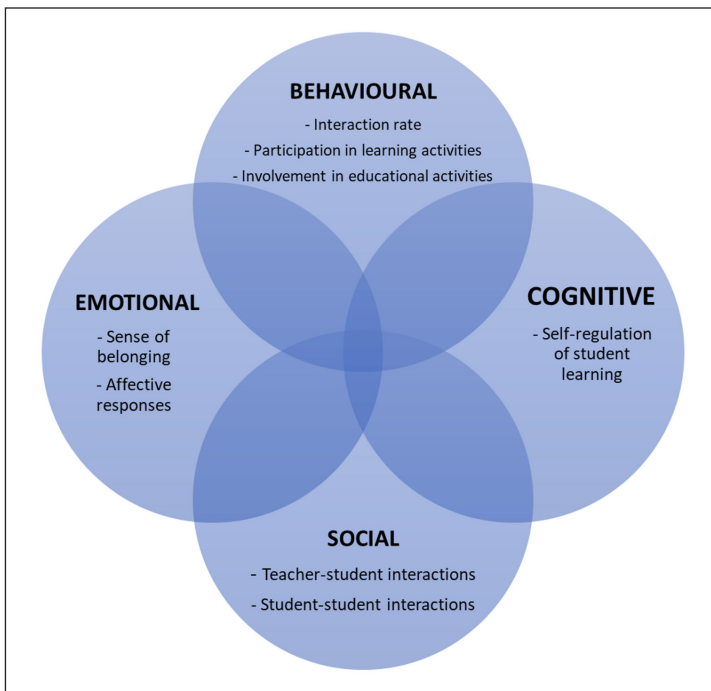 BEHAVIOURAL
- Interaction rate
- Participation in learning activities
- Involvement in educational activities
EMOTIONAL
- Sense of
belonging
- Affective
responses
COGNITIVE
- Self-regulation
of student
learning
SOCIAL
- Teacher-student interactions
- Student-student interactions